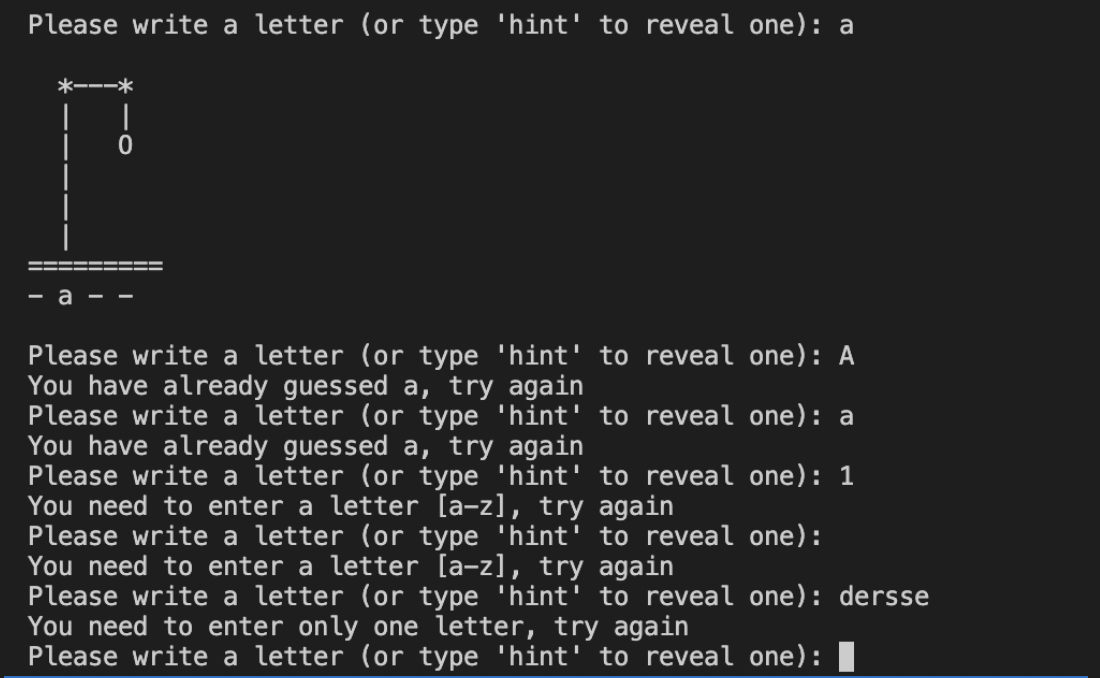 Please write a letter (or type 'hint' to reveal one): a
*---*
|   |
|   O
|
|
|
=========
- a - -
Please write a letter (or type 'hint' to reveal one): A
You have already guessed a, try again
Please write a letter (or type 'hint' to reveal one): a
You have already guessed a, try again
Please write a letter (or type 'hint' to reveal one): 1
You need to enter a letter [a-z], try again
Please write a letter (or type 'hint' to reveal one):
You need to enter a letter [a-z], try again
Please write a letter (or type 'hint' to reveal one): dersse
You need to enter only one letter, try again
Please write a letter (or type 'hint' to reveal one):